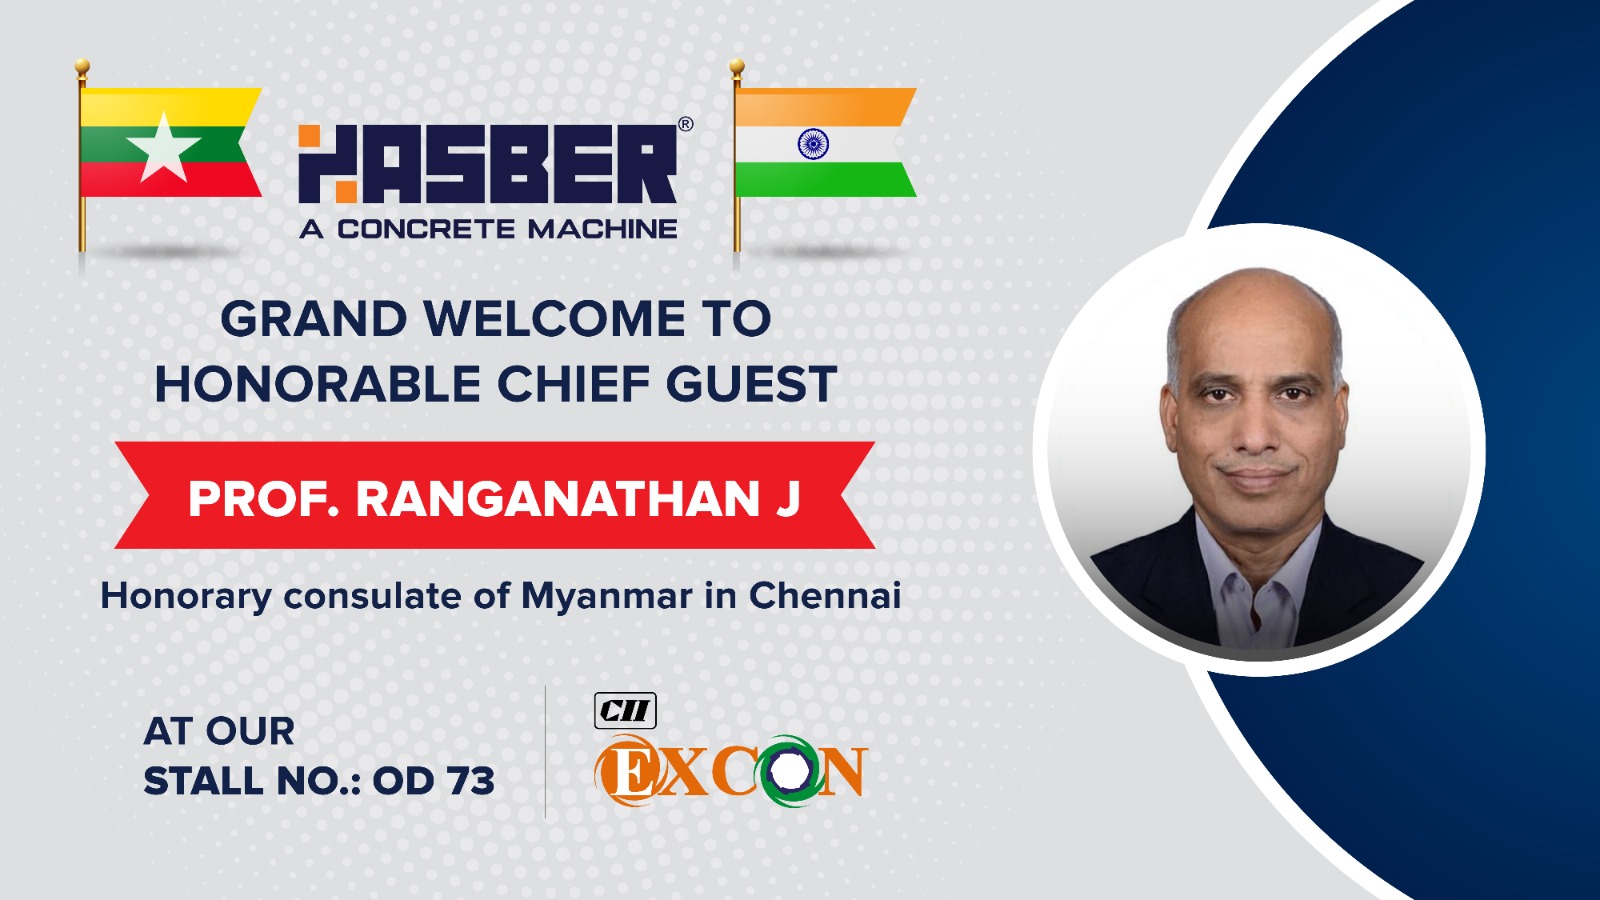 HASBER®
A CONCRETE MACHINE
GRAND WELCOME TO
HONORABLE CHIEF GUEST
PROF. RANGANATHAN J
Honorary consulate of Myanmar in Chennai
AT OUR
STALL NO.: OD 73
CII
EXCON